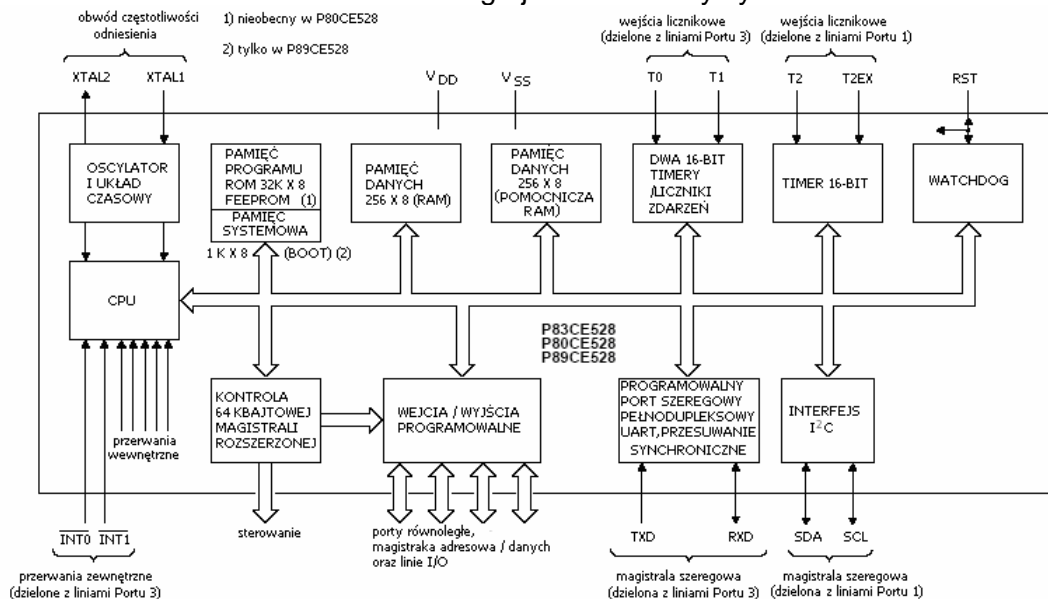 obwód częstotliwości
odniesienia
1) nieobecny w P80CE528
2) tylko w P89CE528
wejścia licznikowe
(dzielone z liniami Portu 3)
wejścia licznikowe
(dzielone z liniami Portu 1)
XTAL2
XTAL1
V DD
V SS
T0
T1
T2
T2EX
RST
OSCYLATOR
I UKŁAD
CZASOWY
PAMIĘĆ
PROGRAMU
ROM 32K X 8
FEEPROM (1)
PAMIĘĆ
SYSTEMOWA
1 K X 8 (BOOT) (2)
PAMIĘĆ
DANYCH
256 X 8 (RAM)
PAMIĘĆ
DANYCH
256 X 8
(POMOCNICZA
RAM)
DWA 16-BIT
TIMERY
/LICZNIKI
ZDARZEŃ
TIMER 16-BIT
WATCHDOG
CPU
P83CE528
P80CE528
P89CE528
przerwania
wewnętrzne
KONTROLA
64 KBAJTOWEJ
MAGISTRALI
ROZSZERZONEJ
WEJCIA / WYJŚCIA
PROGRAMOWALNE
PROGRAMOWALNY
PORT SZEREGOWY
PEŁNODUPLEKSOWY
UART, PRZESUWANIE
SYNCHRONICZNE
INTERFEJS
I2C
INT0
INT1
sterowanie
porty równoległe,
magistraka adresowa / danych
oraz linie I/O
TXD
RXD
SDA
SCL
przerwania zewnętrzne
(dzielone z liniami Portu 3)
magistrala szeregowa
(dzielona z liniami Portu 3)
magistrala szeregowa
(dzielona z liniami Portu 1)